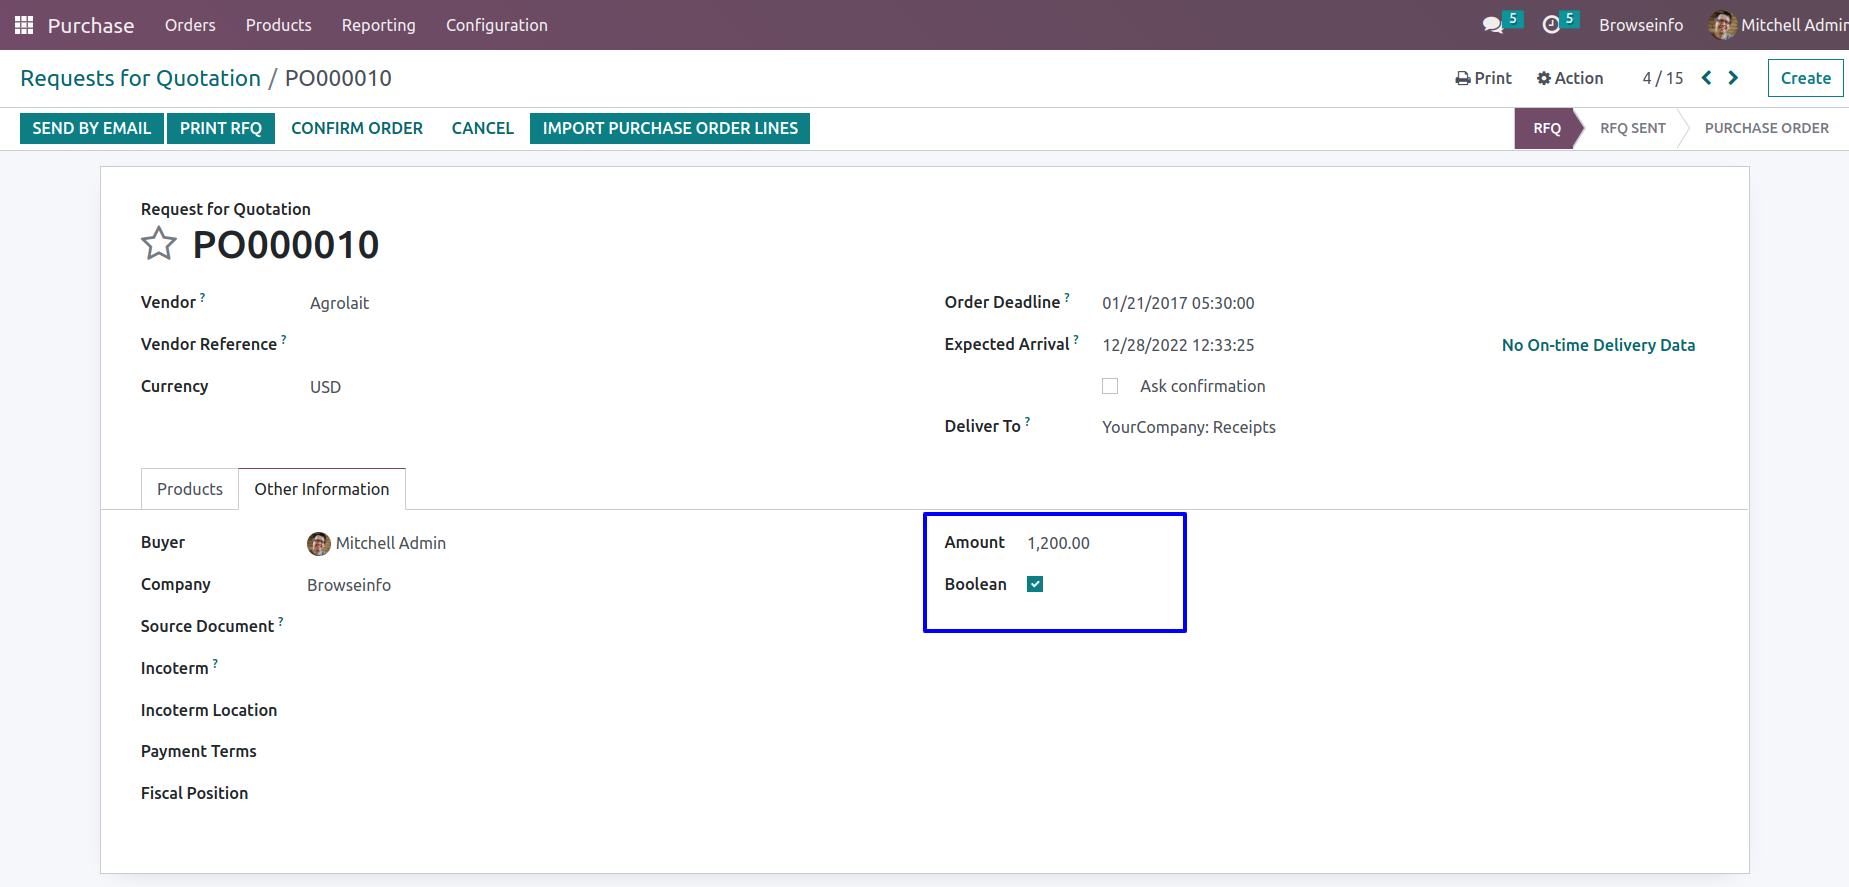 Purchase Orders Products Reporting Configuration 5 5 Browseinfo Mitchell Admin
Requests for Quotation / PO000010 Print Action 4 / 15 Create
SEND BY EMAIL PRINT RFQ CONFIRM ORDER CANCEL IMPORT PURCHASE ORDER LINES RFQ RFQ SENT PURCHASE ORDER
Request for Quotation
PO000010
Vendor ? Agrolait Order Deadline ? 01/21/2017 05:30:00
Vendor Reference ? Expected Arrival ? 12/28/2022 12:33:25 No On-time Delivery Data
Currency USD Ask confirmation
Deliver To ? YourCompany: Receipts
Products Other Information
Buyer Mitchell Admin Amount 1,200.00
Company Browseinfo Boolean
Source Document ?
Incoterm ?
Incoterm Location
Payment Terms
Fiscal Position